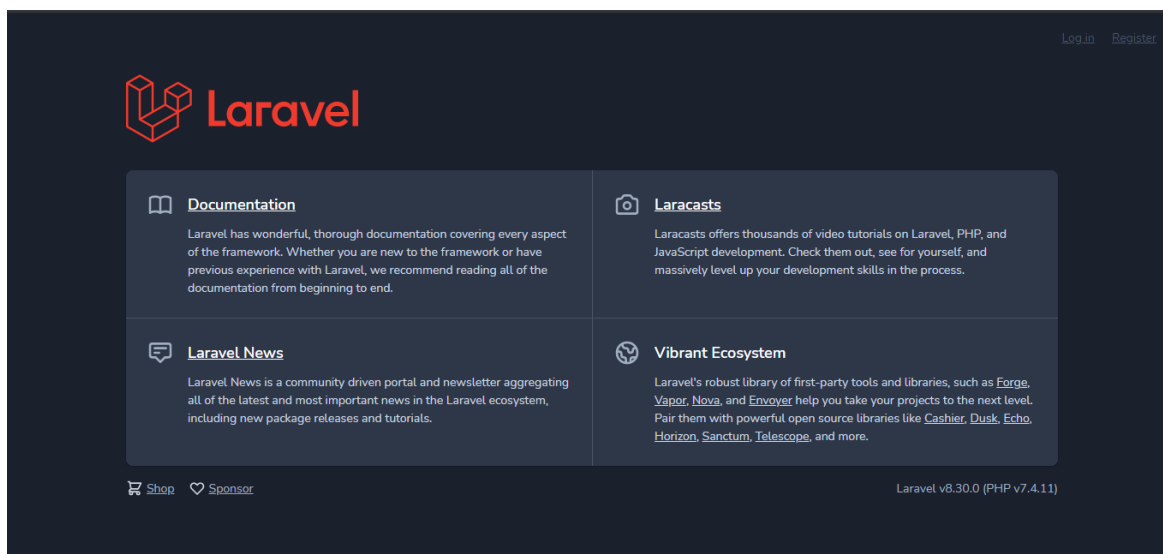 Log in Register
Laravel
Documentation
Laravel has wonderful, thorough documentation covering every aspect
of the framework. Whether you are new to the framework or have
previous experience with Laravel, we recommend reading all of the
documentation from beginning to end.
Laracasts
Laracasts offers thousands of video tutorials on Laravel, PHP, and
JavaScript development. Check them out, see for yourself, and
massively level up your development skills in the process.
Laravel News
Laravel News is a community driven portal and newsletter aggregating
all of the latest and most important news in the Laravel ecosystem,
including new package releases and tutorials.
Vibrant Ecosystem
Laravel's robust library of first-party tools and libraries, such as Forge,
Vapor, Nova, and Envoyer help you take your projects to the next level.
Pair them with powerful open source libraries like Cashier, Dusk, Echo,
Horizon, Sanctum, Telescope, and more.
Shop Sponsor
Laravel v8.30.0 (PHP v7.4.11)